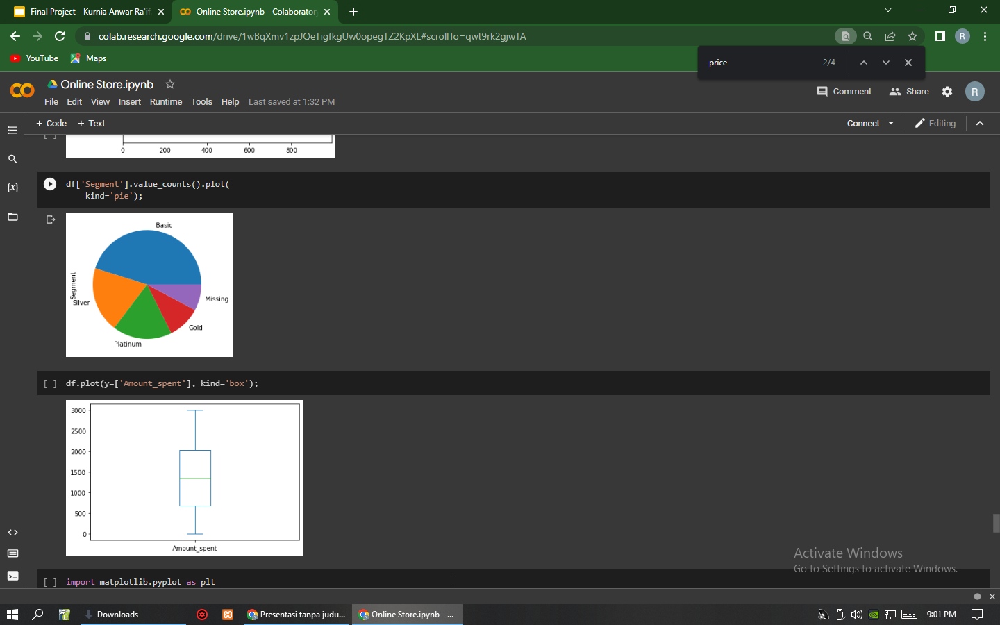 Final Project - Kurnia Anwar Ra'if
Online Store.ipynb - Colaboratory
colab.research.google.com/drive/1wBqXmv1zpJQeTigfkgUw0opegTZ2KpXL#scrollTo=qwt9rk2gjwTA
R
YouTube
Maps
price
2/4
Online Store.ipynb
File Edit View Insert Runtime Tools Help Last saved at 1:32 PM
Comment
Share
R
+ Code + Text
Connect
Editing
[ ]
0 200 400 600 800
{x}
df['Segment'].value_counts().plot(
kind='pie');
Basic
Segment
Silver
Missing
Gold
Platinum
[ ] df.plot(y=['Amount_spent'], kind='box');
3000
2500
2000
1500
1000
500
0
Amount_spent
Activate Windows
Go to Settings to activate Windows.
[ ] import matplotlib.pyplot as plt
Downloads
Presentasi tanpa judu...
Online Store.ipynb - ...
9:01 PM